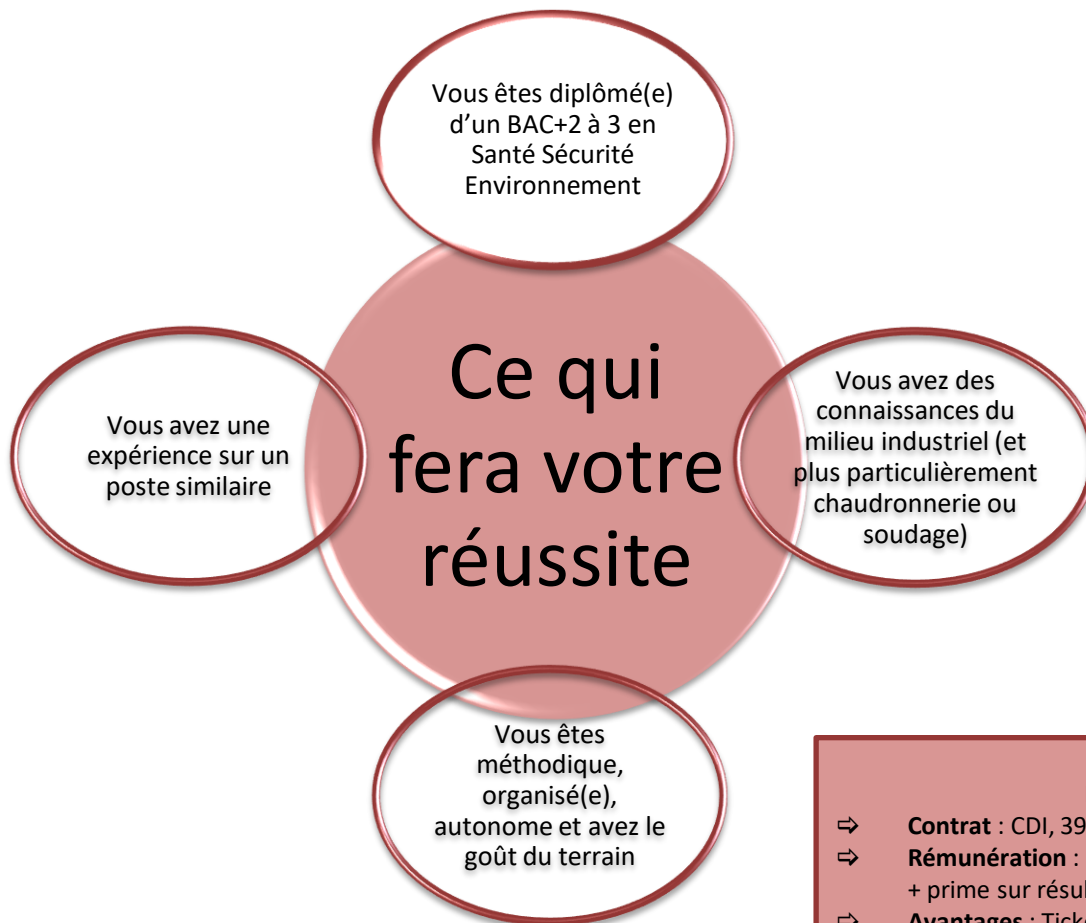 Vous êtes diplômé(e)
d’un BAC+2 à 3 en
Santé Sécurité
Environnement
Ce qui
fera votre
réussite
Vous avez des
connaissances du
milieu industriel (et
plus particulièrement
chaudronnerie ou
soudage)
Vous êtes
méthodique,
organisé(e),
autonome et avez le
goût du terrain
Vous avez une
expérience sur un
poste similaire
⇨ Contrat : CDI, 39
⇨ Rémunération :
+ prime sur
⇨ Avantages :